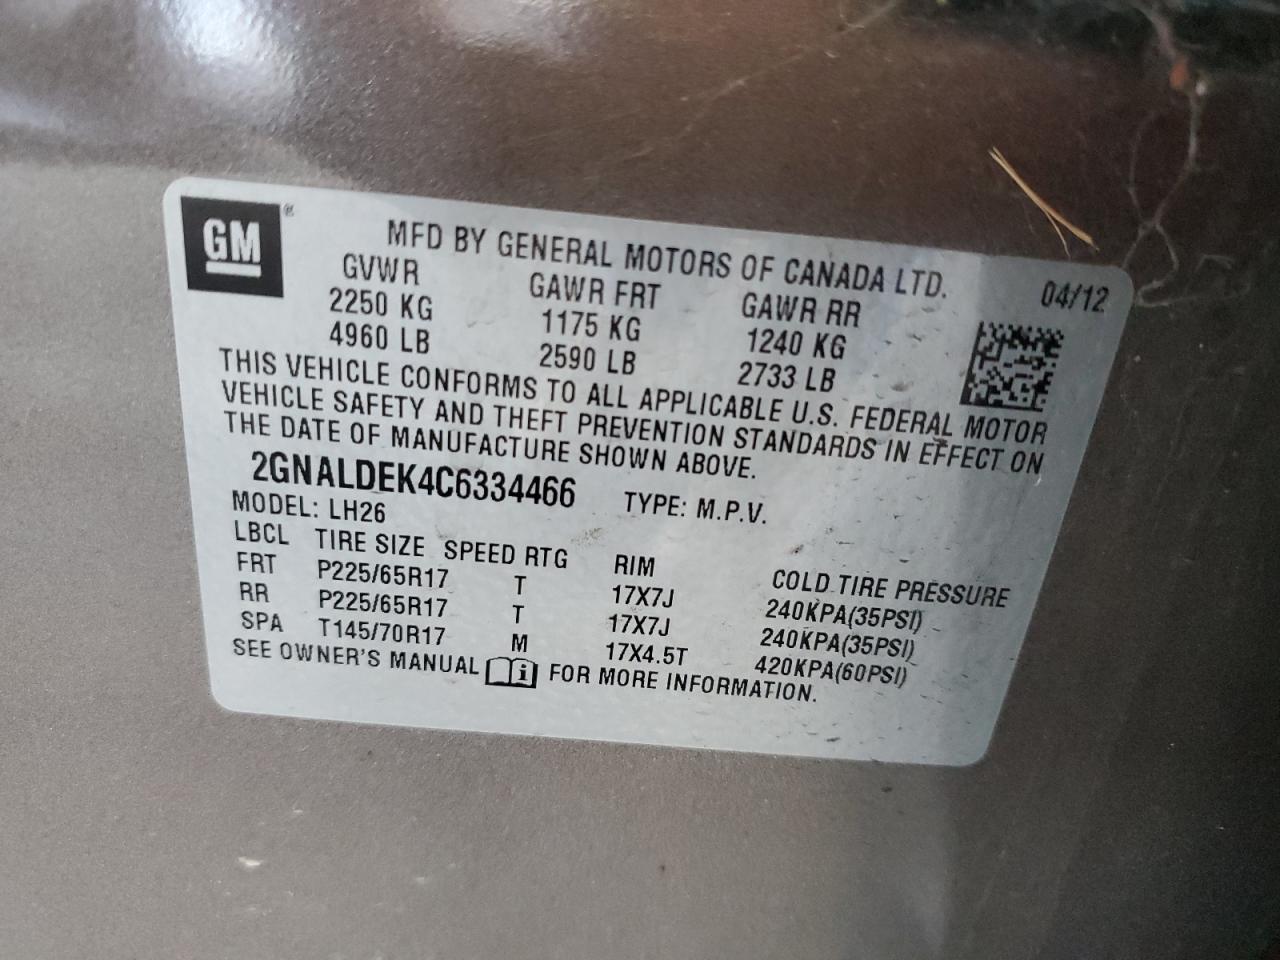 GM ®
MFD BY GENERAL MOTORS OF CANADA LTD.
04/12
GVWR GAWR FRT GAWR RR
2250 KG 1175 KG 1240 KG
4960 LB 2590 LB 2733 LB
THIS VEHICLE CONFORMS TO ALL APPLICABLE U.S. FEDERAL MOTOR
VEHICLE SAFETY AND THEFT PREVENTION STANDARDS IN EFFECT ON
THE DATE OF MANUFACTURE SHOWN ABOVE.
2GNALDEK4C6334466 TYPE: M.P.V.
MODEL: LH26
LBCL TIRE SIZE SPEED RTG RIM COLD TIRE PRESSURE
FRT P225/65R17 T 17X7J 240KPA(35PSI)
RR P225/65R17 T 17X7J 240KPA(35PSI)
SPA T145/70R17 M 17X4.5T 420KPA(60PSI)
SEE OWNER'S MANUAL i FOR MORE INFORMATION.